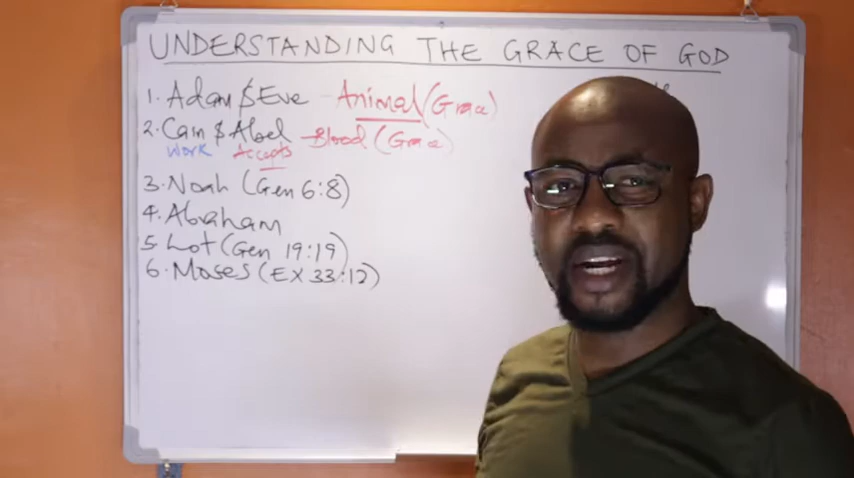 UNDERSTANDING THE GRACE OF GOD
1. Adam & Eve - Animal (Grace)
2. Cain & Abel - Blood (Grace)
Work Accepts
3. Noah (Gen 6:8)
4. Abraham
5. Lot (Gen 19:19)
6. Moses (EX 33:12)